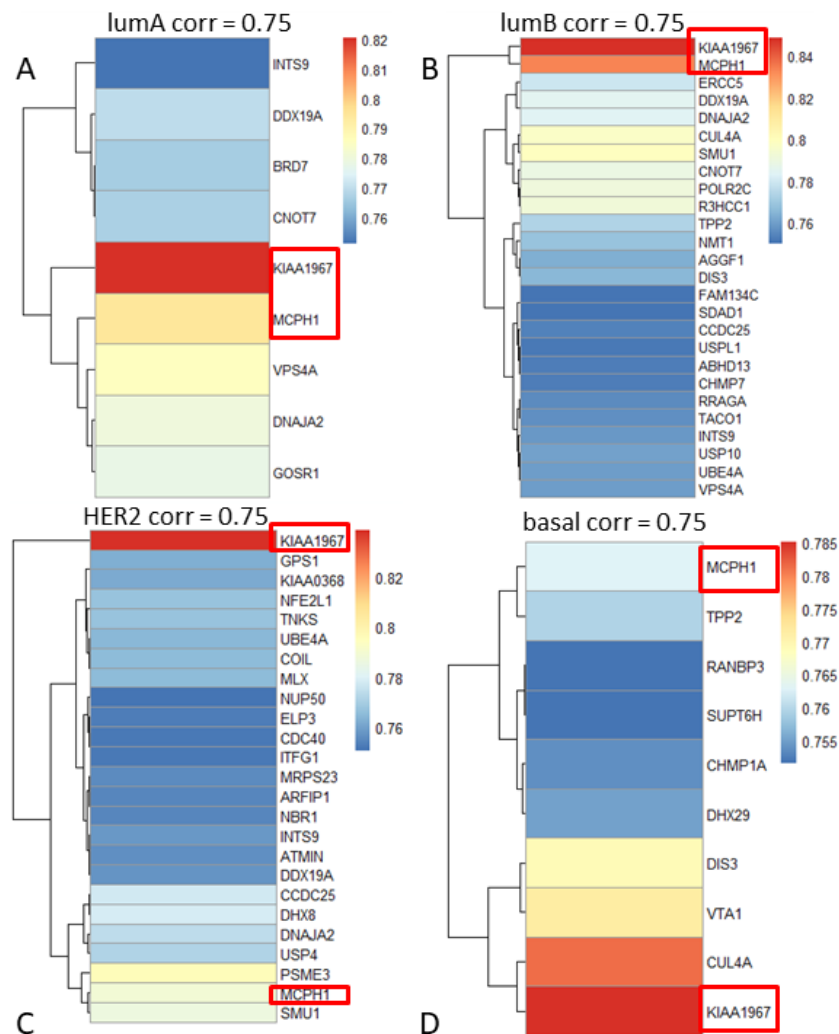 lumA corr = 0.75
A
INTS9
DDX19A
BRD7
CNOT7
KIAA1967
MCPH1
VPS4A
DNAJA2
GOSR1
0.82
0.81
0.8
0.79
0.78
0.77
0.76
lumB corr = 0.75
B
KIAA1967
MCPH1
ERCC5
DDX19A
DNAJA2
CUL4A
SMU1
CNOT7
POLR2C
R3HCC1
TPP2
NMT1
AGGF1
DIS3
FAM134C
SDAD1
CCDC25
USPL1
ABHD13
CHMP7
RRAGA
TACO1
INTS9
USP10
UBE4A
VPS4A
0.84
0.82
0.8
0.78
0.76
HER2 corr = 0.75
KIAA1967
GPS1
KIAA0368
NFE2L1
TNKS
UBE4A
COIL
MLX
NUP50
ELP3
CDC40
ITFG1
MRPS23
ARFIP1
NBR1
INTS9
ATMIN
DDX19A
CCDC25
DHX8
DNAJA2
USP4
PSME3
MCPH1
SMU1
0.82
0.8
0.78
0.76
C
basal corr = 0.75
MCPH1
TPP2
RANBP3
SUPT6H
CHMP1A
DHX29
DIS3
VTA1
CUL4A
KIAA1967
0.785
0.78
0.775
0.77
0.765
0.76
0.755
D